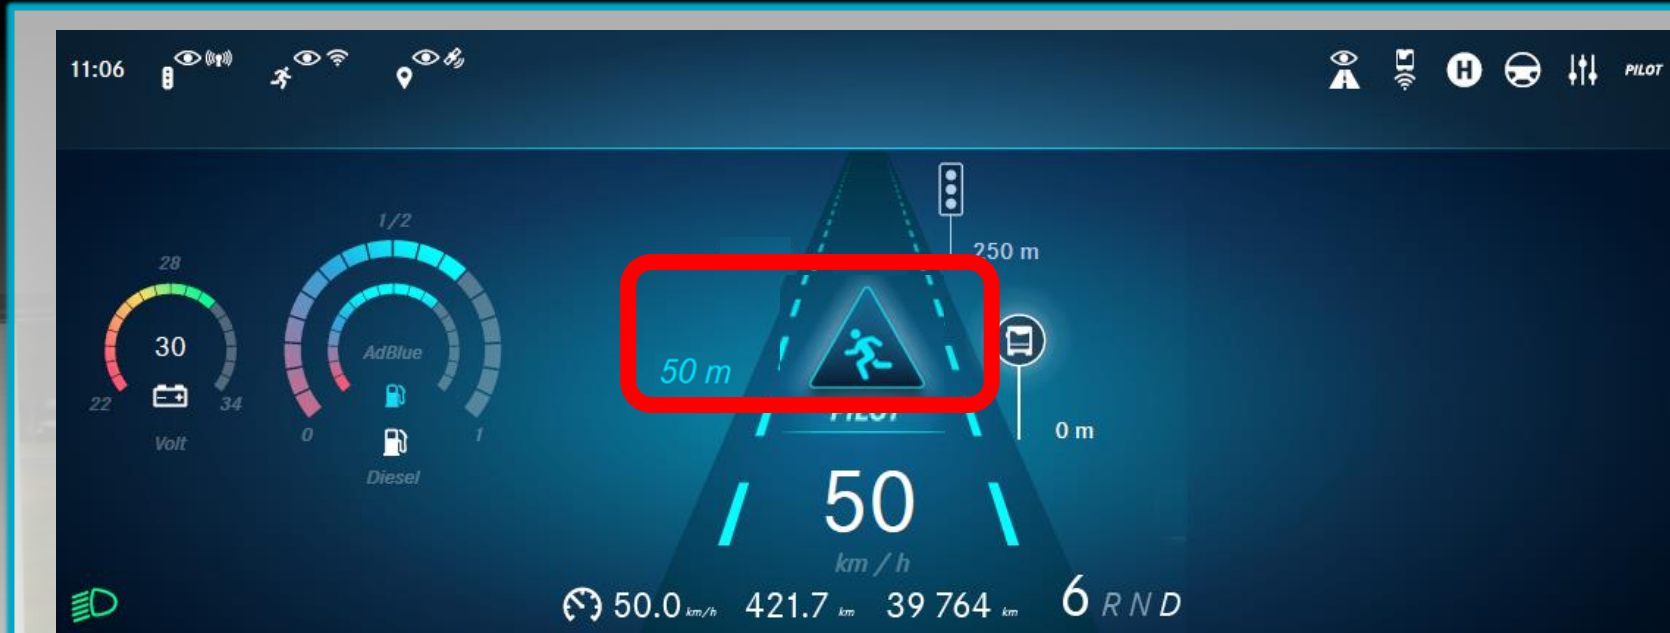 11:06
H
PILOT
250 m
1/2
28
30
22
34
Volt
AdBlue
0
1
Diesel
50 m
PILOT
0 m
50
km / h
50.0 km/h 421.7 km 39 764 km 6 R N D